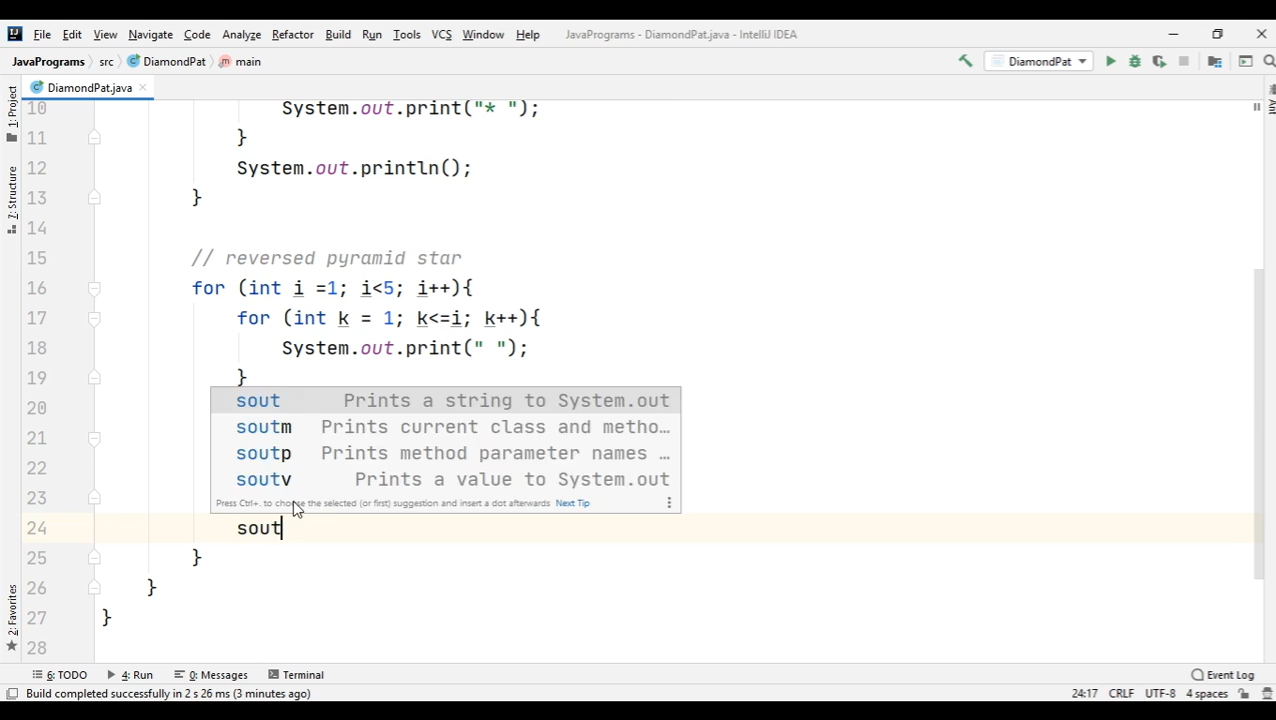 File Edit View Navigate Code Analyze Refactor Build Run Tools VCS Window Help JavaPrograms - DiamondPat.java - IntelliJ IDEA
JavaPrograms src DiamondPat main DiamondPat
DiamondPat.java
1: Project
Z: Structure
2: Favorites
Ant
10 System.out.print("* ");
11 }
12 System.out.println();
13 }
14
15 // reversed pyramid star
16 for (int i =1; i<5; i++){
17 for (int k = 1; k<=i; k++){
18 System.out.print(" ");
19 }
20
21
22
23
sout Prints a string to System.out
soutm Prints current class and metho…
soutp Prints method parameter names …
soutv Prints a value to System.out
Press Ctrl+. to choose the selected (or first) suggestion and insert a dot afterwards Next Tip
24 sout
25 }
26 }
27 }
28
6: TODO 4: Run 0: Messages Terminal Event Log
Build completed successfully in 2 s 26 ms (3 minutes ago) 24:17 CRLF UTF-8 4 spaces